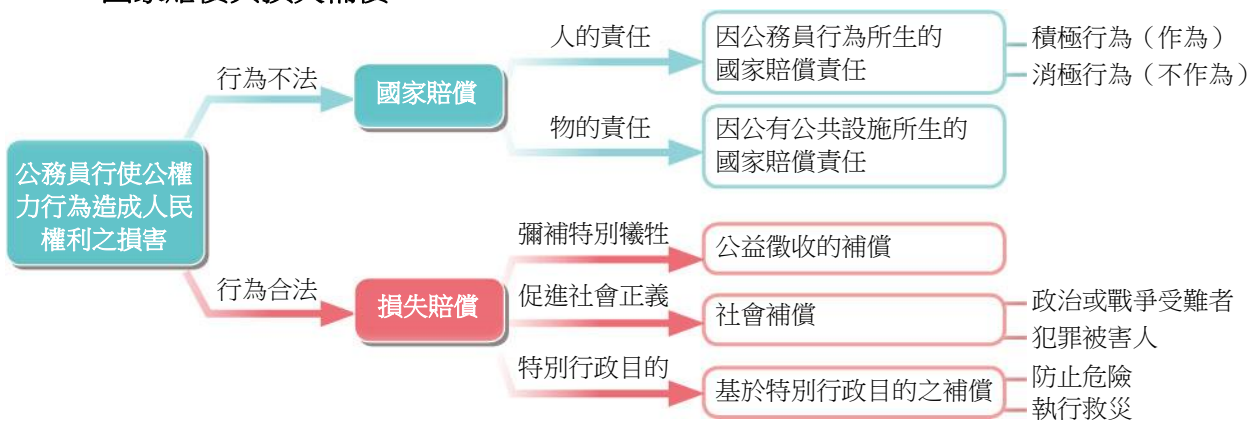 人的責任
因公務員行為所生的
國家賠償責任
積極行為（作為）
消極行為（不作為）
行為不法
國家賠償
物的責任
因公有公共設施所生的
國家賠償責任
公務員行使公權
力行為造成人民
權利之損害
彌補特別犧牲
公益徵收的補償
行為合法
損失賠償
促進社會正義
社會補償
政治或戰爭受難者
犯罪被害人
特別行政目的
基於特別行政目的之補償
防止危險
執行救災